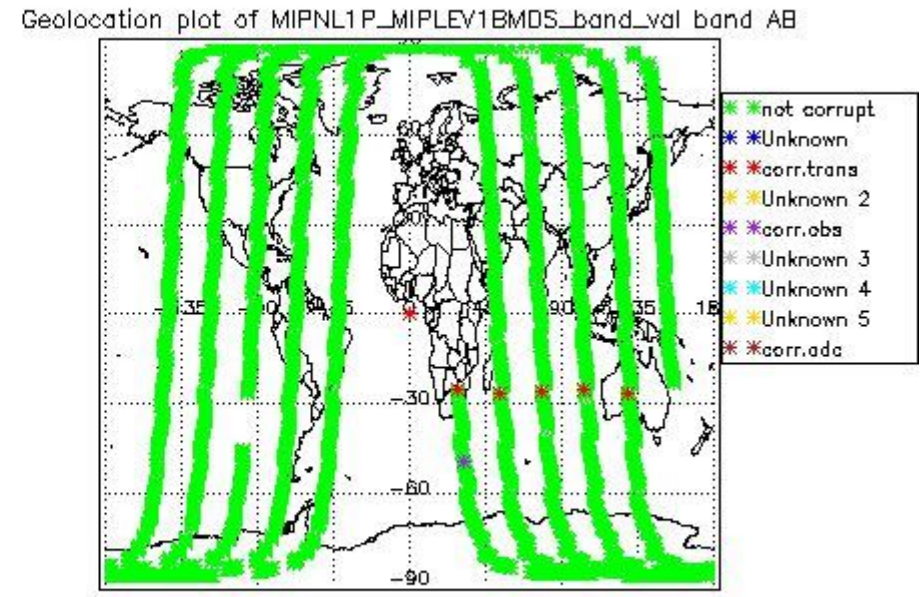 Geolocation plot of MIPNL1P_MIPLEV1BMDS_band_val band AB
not corrupt
Unknown
corr.trans
Unknown 2
corr.obs
Unknown 3
Unknown 4
Unknown 5
corr.adc
60
-30
-60
-90